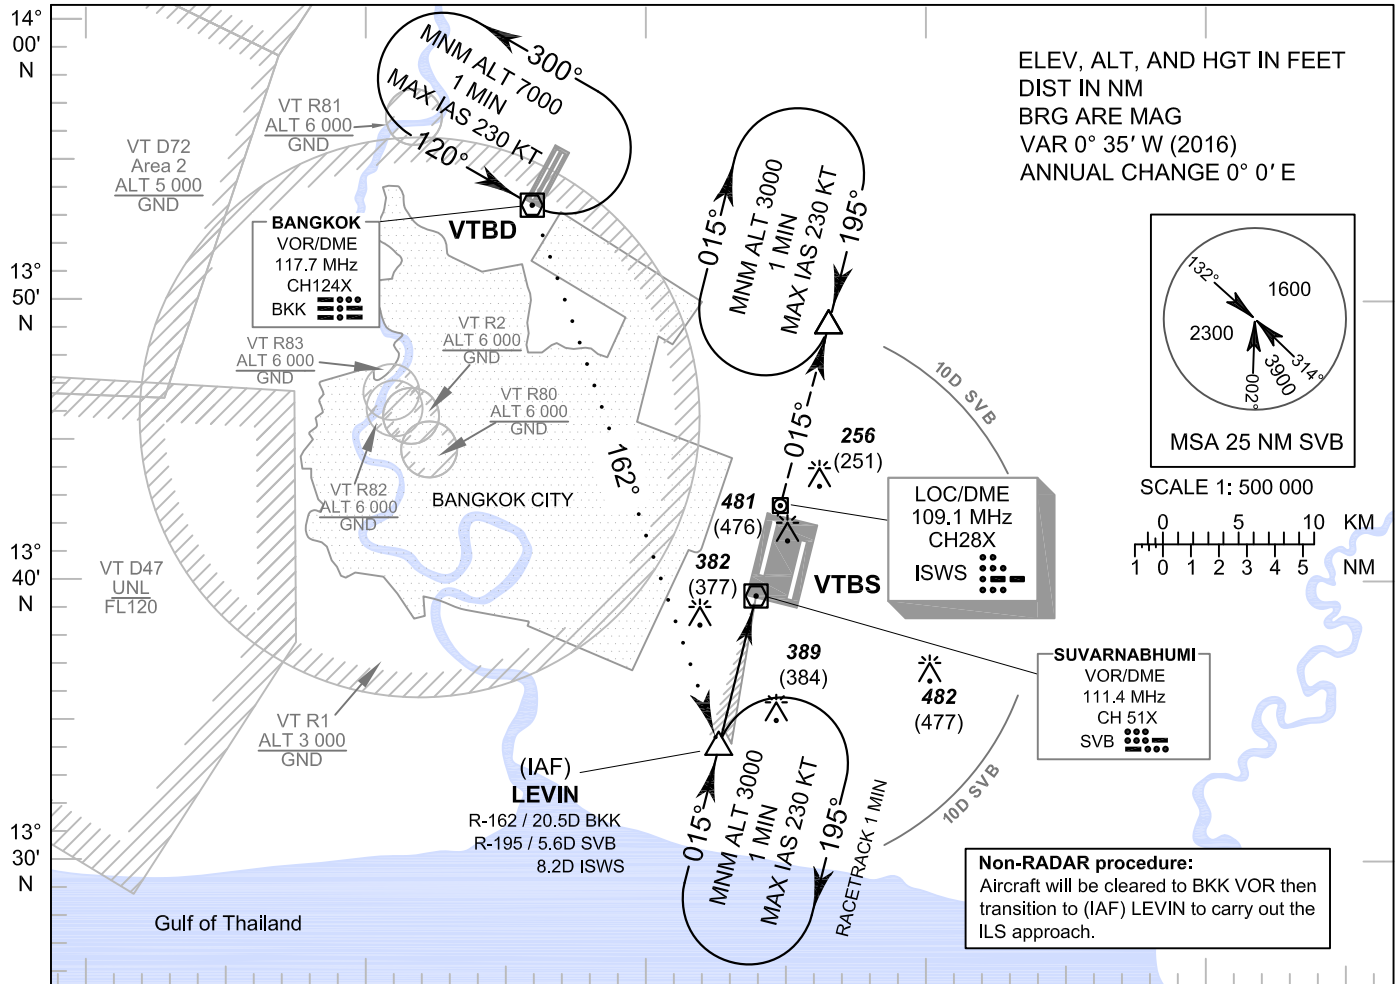 14°
00'
N
13°
50'
N
13°
40'
N
13°
30'
N
ELEV, ALT, AND HGT IN FEET
DIST IN NM
BRG ARE MAG
VAR 0° 35' W (2016)
ANNUAL CHANGE 0° 0' E
300°
MNM ALT 7000
1 MIN
MAX IAS 230 KT
120°
VT R81
ALT 6 000
GND
VT D72
Area 2
ALT 5 000
GND
BANGKOK
VOR/DME
117.7 MHz
CH124X
BKK
VTBD
VT R83
ALT 6 000
GND
VT R2
ALT 6 000
GND
VT R80
ALT 6 000
GND
VT R82
ALT 6 000
GND
BANGKOK CITY
162°
VT D47
UNL
FL120
VT R1
ALT 3 000
GND
015°
MNM ALT 3000
1 MIN
MAX IAS 230 KT
195°
015°
10D SVB
132°
1600
2300
3900
314°
002°
MSA 25 NM SVB
SCALE 1: 500 000
0 5 10 KM
1 0 1 2 3 4 5 NM
256
(251)
481
(476)
382
(377)
389
(384)
482
(477)
VTBS
LOC/DME
109.1 MHz
CH28X
ISWS
SUVARNABHUMI
VOR/DME
111.4 MHz
CH 51X
SVB
10D SVB
(IAF)
LEVIN
R-162 / 20.5D BKK
R-195 / 5.6D SVB
8.2D ISWS
015°
MNM ALT 3000
1 MIN
MAX IAS 230 KT
195°
RACETRACK 1 MIN
Gulf of Thailand
Non-RADAR procedure:
Aircraft will be cleared to BKK VOR then
transition to (IAF) LEVIN to carry out the
ILS approach.